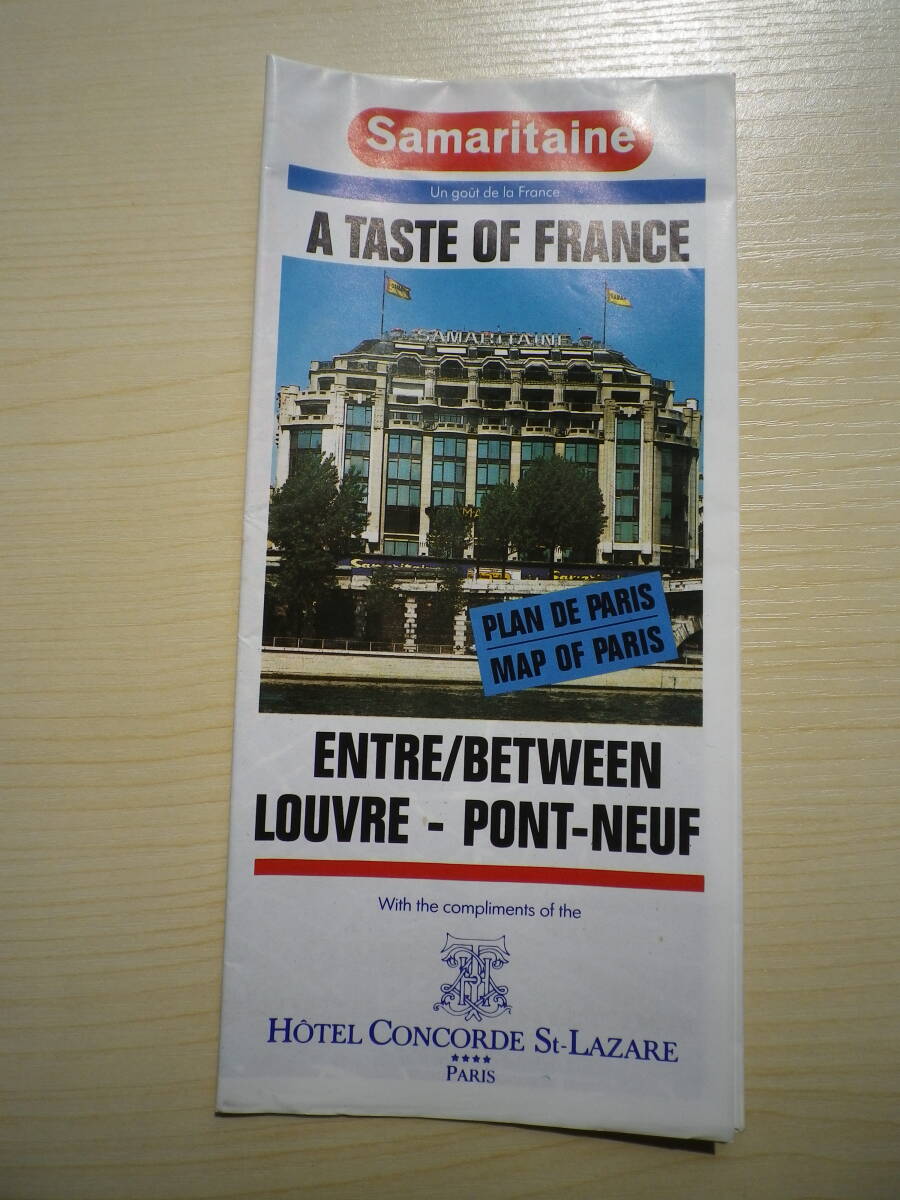 Samaritaine
Un goût de la France
A TASTE OF FRANCE
SAMARITAINE
Samaritaine
PLAN DE PARIS
MAP OF PARIS
ENTRE/BETWEEN
LOUVRE - PONT-NEUF
With the compliments of the
HÔTEL CONCORDE St-LAZARE
****
PARIS